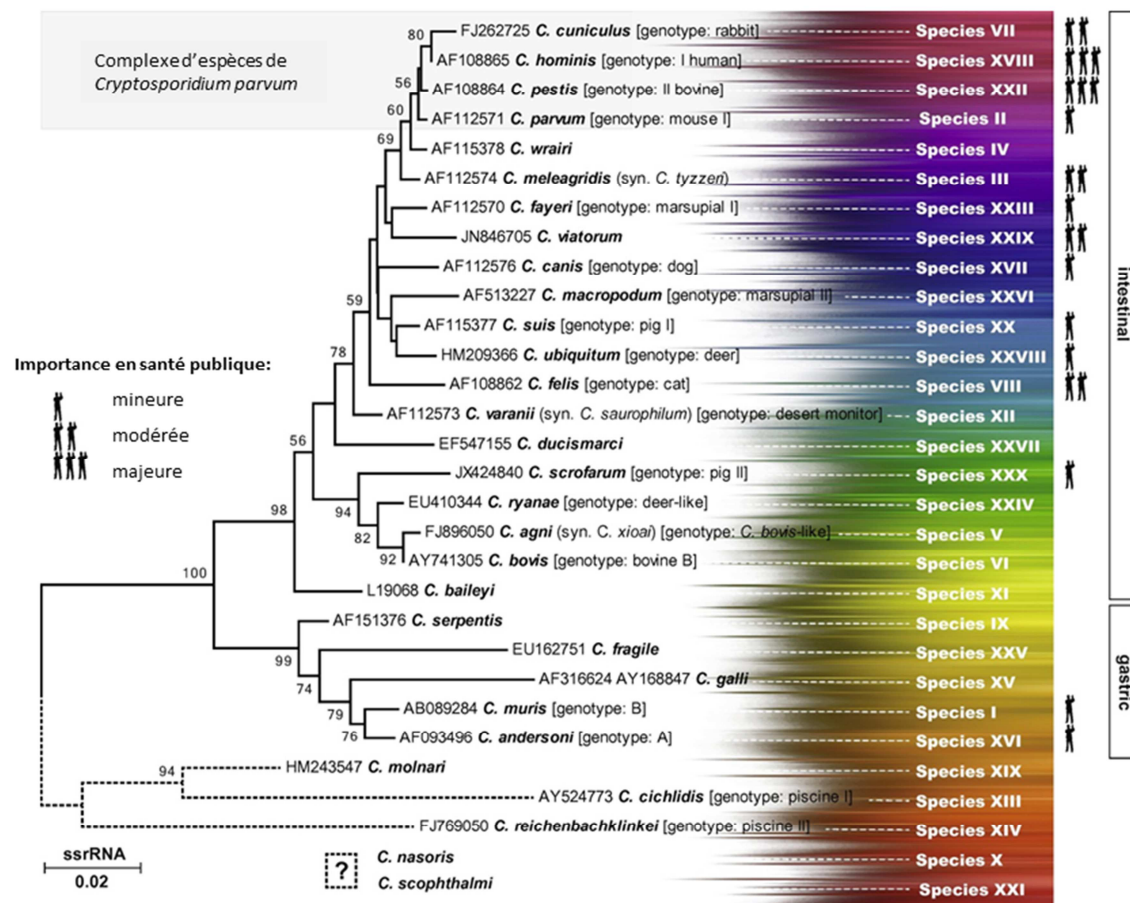 Complexe d'espèces de
Cryptosporidium parvum
FJ262725 C. cuniculus [genotype: rabbit] Species VII
AF108865 C. hominis [genotype: I human] Species XVIII
AF108864 C. pestis [genotype: II bovine] Species XXII
AF112571 C. parvum [genotype: mouse I] Species II
AF115378 C. wrairi Species IV
AF112574 C. meleagridis (syn. C. tyzzeri) Species III
AF112570 C. fayeri [genotype: marsupial I] Species XXIII
JN846705 C. viatorum Species XXIX
AF112576 C. canis [genotype: dog] Species XVII
AF513227 C. macropodum [genotype: marsupial II] Species XXVI
AF115377 C. suis [genotype: pig I] Species XX
HM209366 C. ubiquitum [genotype: deer] Species XXVIII
AF108862 C. felis [genotype: cat] Species VIII
AF112573 C. varanii (syn. C. saurophilum) [genotype: desert monitor] Species XII
EF547155 C. ducismarci Species XXVII
JX424840 C. scrofarum [genotype: pig II] Species XXX
EU410344 C. ryanae [genotype: deer-like] Species XXIV
FJ896050 C. agni (syn. C. xioai) [genotype: C. bovis-like] Species V
AY741305 C. bovis [genotype: bovine B] Species VI
L19068 C. baileyi Species XI
AF151376 C. serpentis Species IX
EU162751 C. fragile Species XXV
AF316624 AY168847 C. galli Species XV
AB089284 C. muris [genotype: B] Species I
AF093496 C. andersoni [genotype: A] Species XVI
HM243547 C. molnari Species XIX
AY524773 C. cichlidis [genotype: piscine I] Species XIII
FJ769050 C. reichenbachklinkei [genotype: piscine II] Species XIV
Species X
Species XXI
80
56
60
69
59
78
56
98
94
82
92
100
99
74
79
76
94
Importance en santé publique:
mineure
modérée
majeure
ssrRNA
0.02
?
C. nasoris
C. scophthalmi
intestinal
gastric